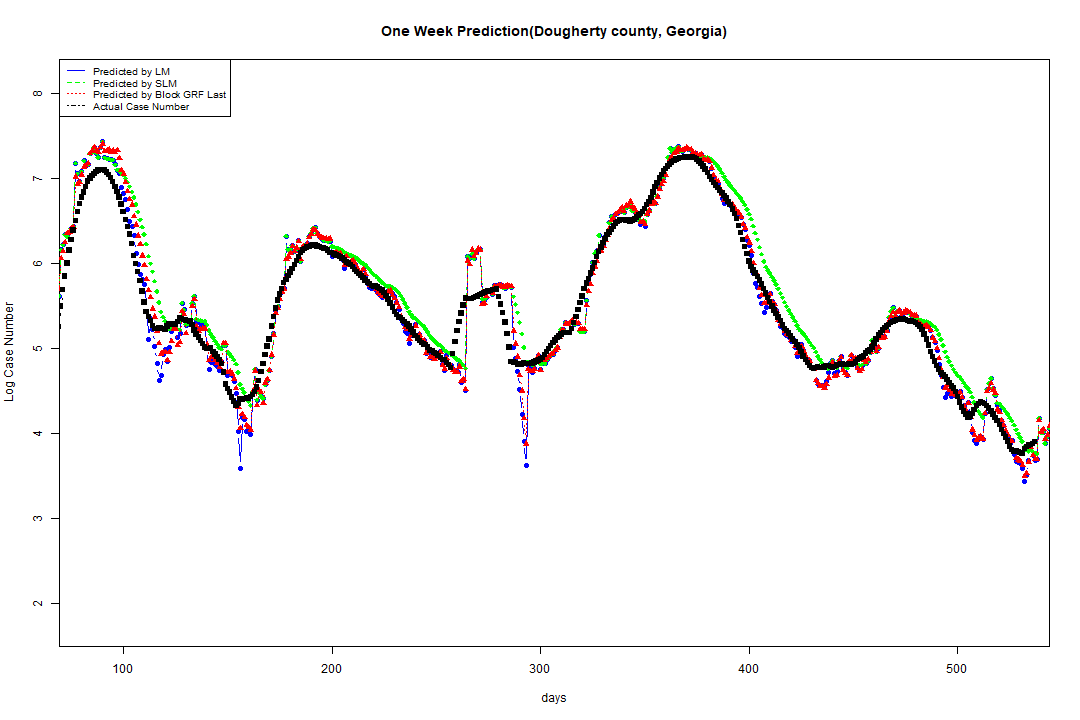 One Week Prediction(Dougherty county, Georgia)
Predicted by LM
Predicted by SLM
Predicted by Block GRF Last
Actual Case Number
8
7
6
5
4
3
2
Log Case Number
100 200 300 400 500
days